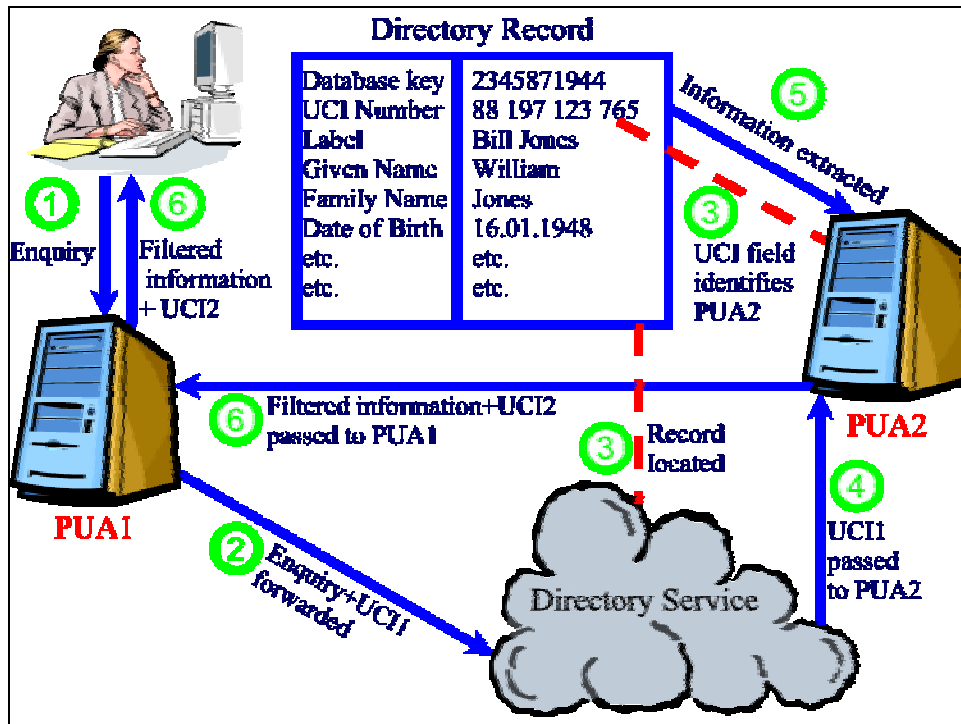 Directory Record
Database key 2345871944
UCI Number 88 197 123 765
Label Bill Jones
Given Name William
Family Name Jones
Date of Birth 16.01.1948
etc. etc.
etc. etc.
5
Information extracted
1
Enquiry
6
Filtered
information
+ UCI2
3
UCI field
identifies
PUA2
PUA1
PUA2
6
Filtered information+UCI2
passed to PUA1
3
Record
located
4
UCI1
passed
to PUA2
2
Enquiry+UCI1
forwarded
Directory Service